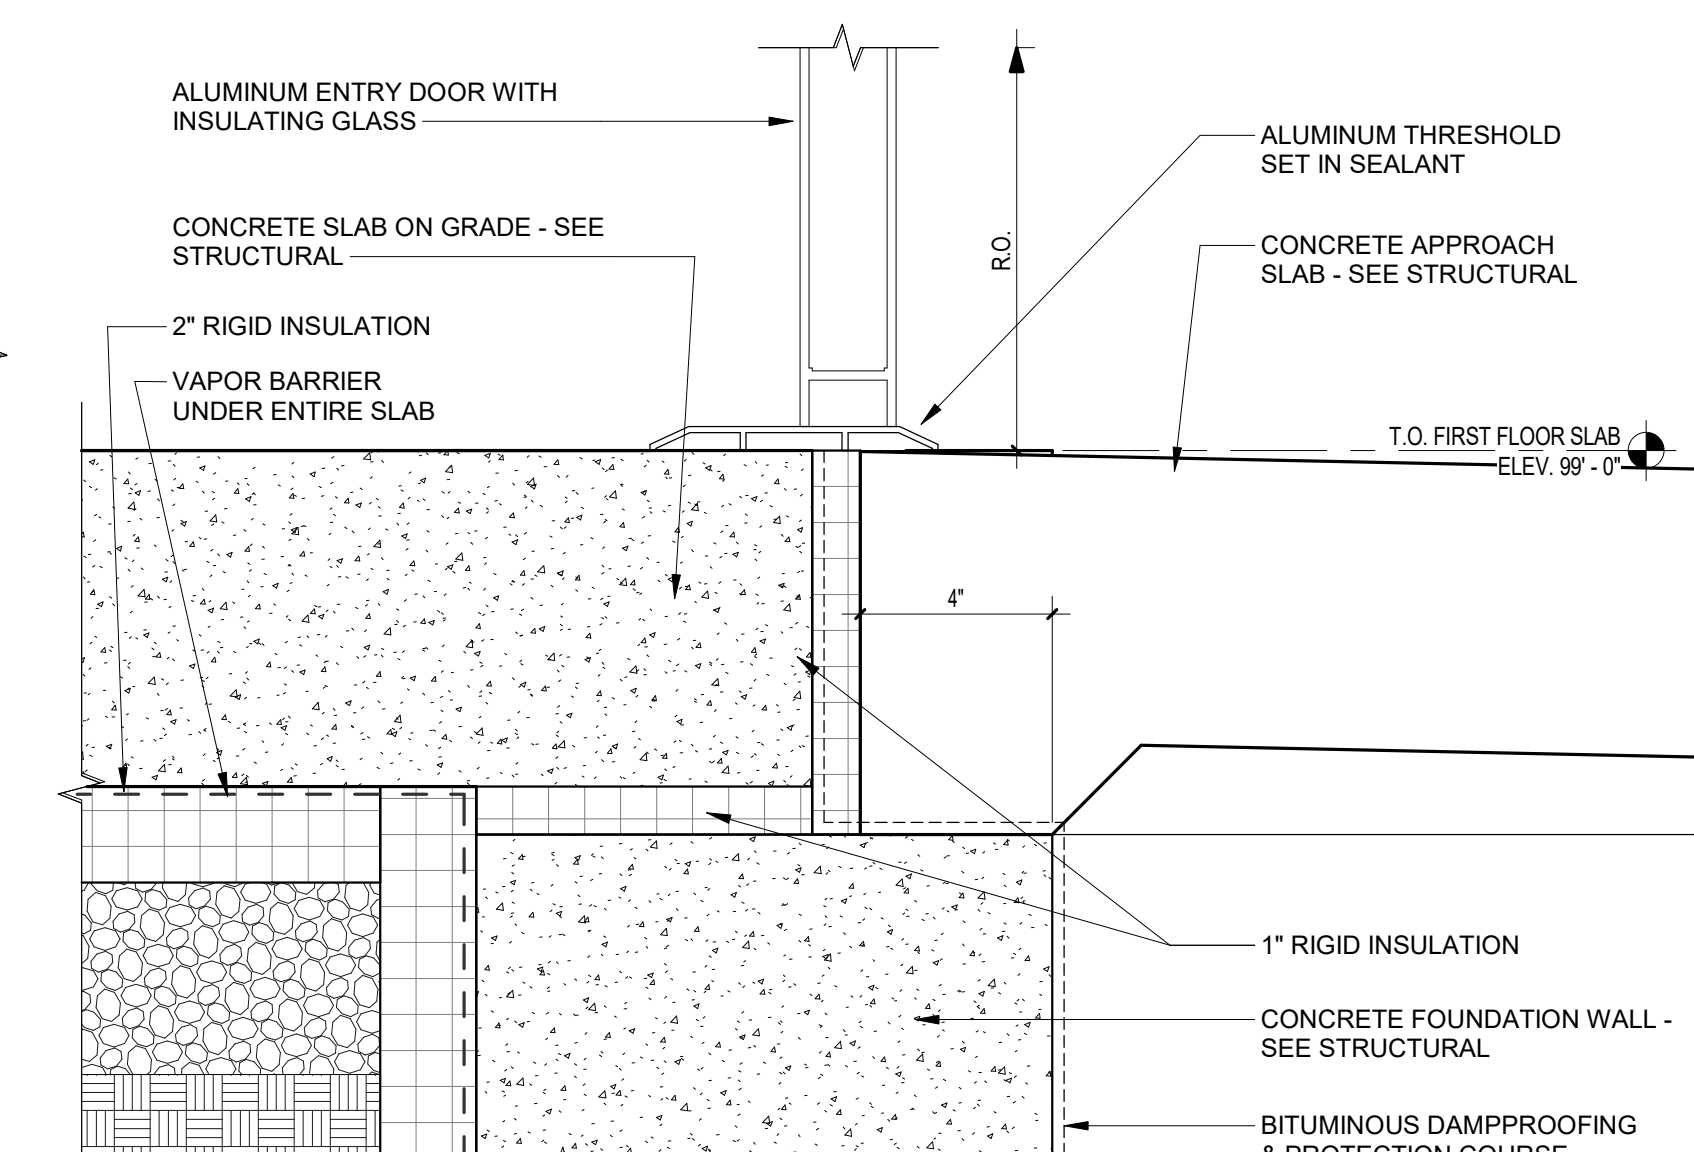 ALUMINUM ENTRY DOOR WITH
INSULATING GLASS
CONCRETE SLAB ON GRADE - SEE
STRUCTURAL
2" RIGID INSULATION
VAPOR BARRIER
UNDER ENTIRE SLAB
R.O.
ALUMINUM THRESHOLD
SET IN SEALANT
CONCRETE APPROACH
SLAB - SEE STRUCTURAL
T.O. FIRST FLOOR SLAB
ELEV. 99' - 0"
4"
1" RIGID INSULATION
CONCRETE FOUNDATION WALL -
SEE STRUCTURAL
BITUMINOUS DAMPPROOFING
& PROTECTION COURSE